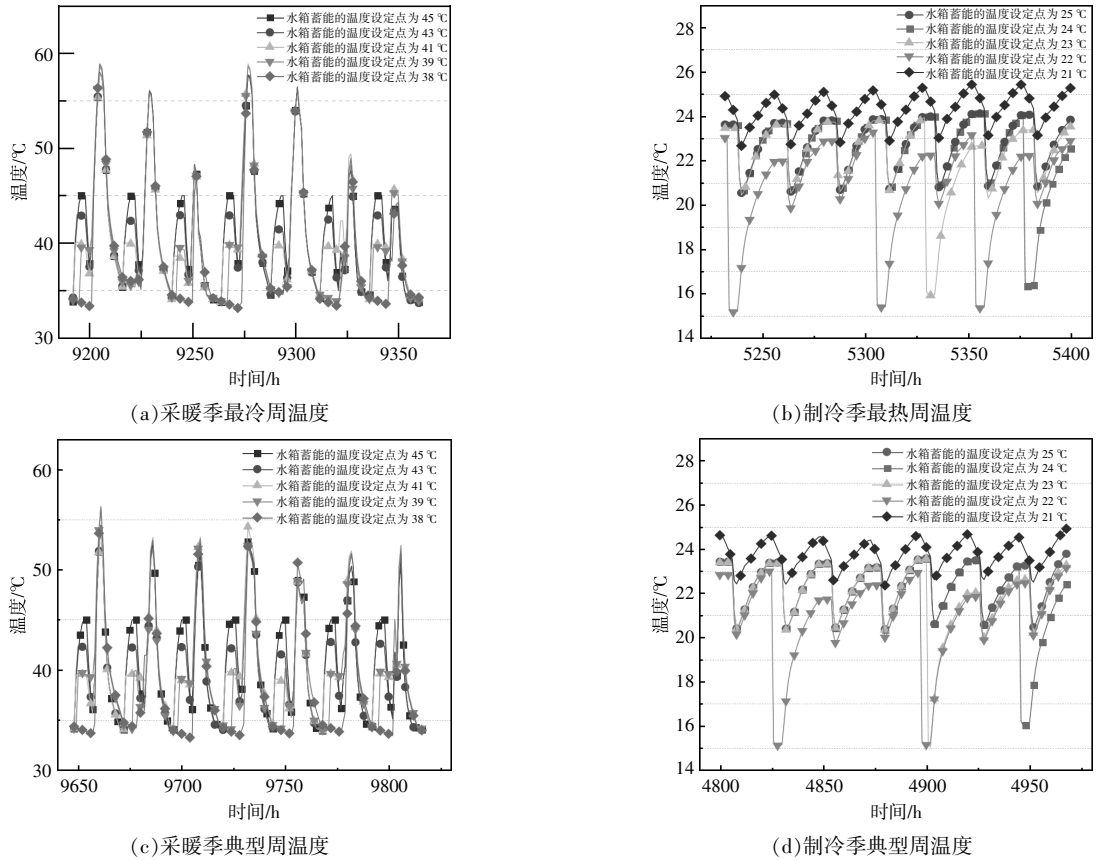 水箱蓄能的温度设定点为 45 ℃
水箱蓄能的温度设定点为 43 ℃
水箱蓄能的温度设定点为 41 ℃
水箱蓄能的温度设定点为 39 ℃
水箱蓄能的温度设定点为 38 ℃
60
50
40
30
温度/℃
9200
9250
9300
9350
时间/h
(a)采暖季最冷周温度
水箱蓄能的温度设定点为 25 ℃
水箱蓄能的温度设定点为 24 ℃
水箱蓄能的温度设定点为 23 ℃
水箱蓄能的温度设定点为 22 ℃
水箱蓄能的温度设定点为 21 ℃
28
26
24
22
20
18
16
14
温度/℃
5250
5300
5350
5400
时间/h
(b)制冷季最热周温度
水箱蓄能的温度设定点为 45 ℃
水箱蓄能的温度设定点为 43 ℃
水箱蓄能的温度设定点为 41 ℃
水箱蓄能的温度设定点为 39 ℃
水箱蓄能的温度设定点为 38 ℃
60
50
40
30
温度/℃
9650
9700
9750
9800
时间/h
(c)采暖季典型周温度
水箱蓄能的温度设定点为 25 ℃
水箱蓄能的温度设定点为 24 ℃
水箱蓄能的温度设定点为 23 ℃
水箱蓄能的温度设定点为 22 ℃
水箱蓄能的温度设定点为 21 ℃
28
26
24
22
20
18
16
14
温度/℃
4800
4850
4900
4950
时间/h
(d)制冷季典型周温度